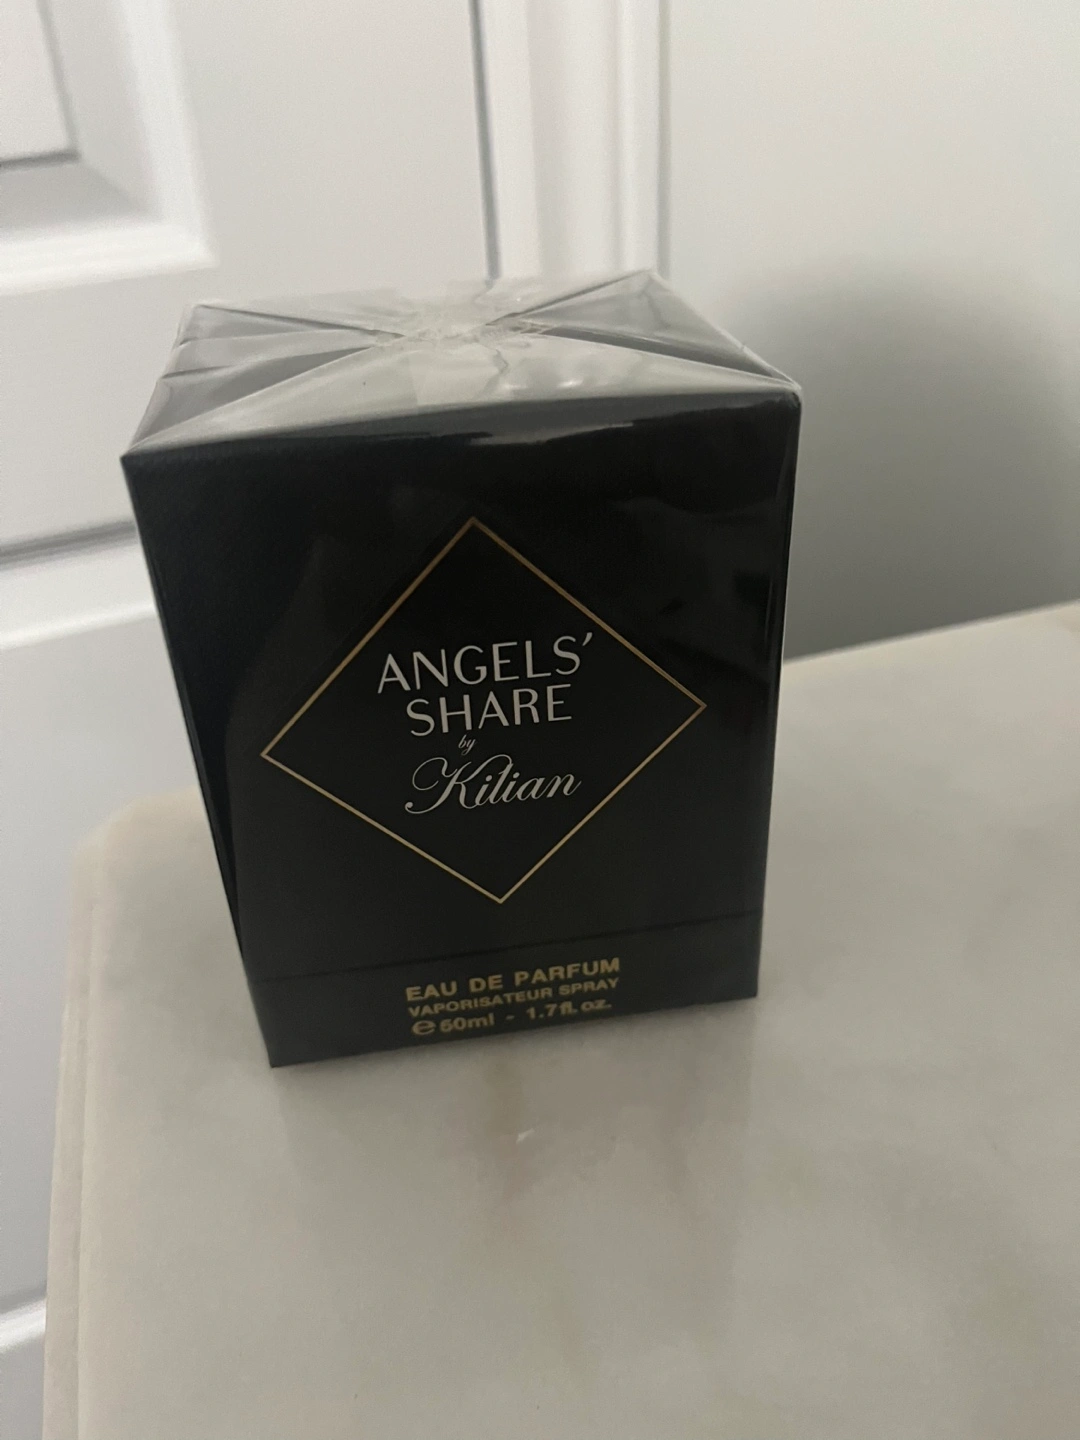 ANGELS’
SHARE
by
Kilian
EAU DE PARFUM
VAPORISATEUR SPRAY
℮50ml - 1.7fl.oz.